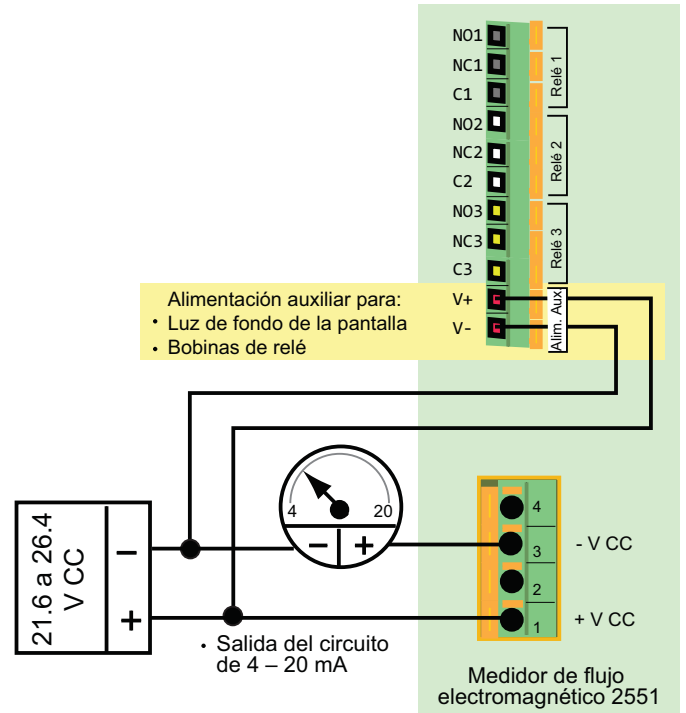 NO1
NC1
C1
Relé 1
NO2
NC2
C2
Relé 2
NO3
NC3
C3
Relé 3
Alimentación auxiliar para:
• Luz de fondo de la pantalla
• Bobinas de relé
V+
V-
Alim. Aux
21.6 a 26.4
V CC
−
+
4
20
−
+
4
3
2
1
- V CC
+ V CC
• Salida del circuito
de 4 – 20 mA
Medidor de flujo
electromagnético 2551